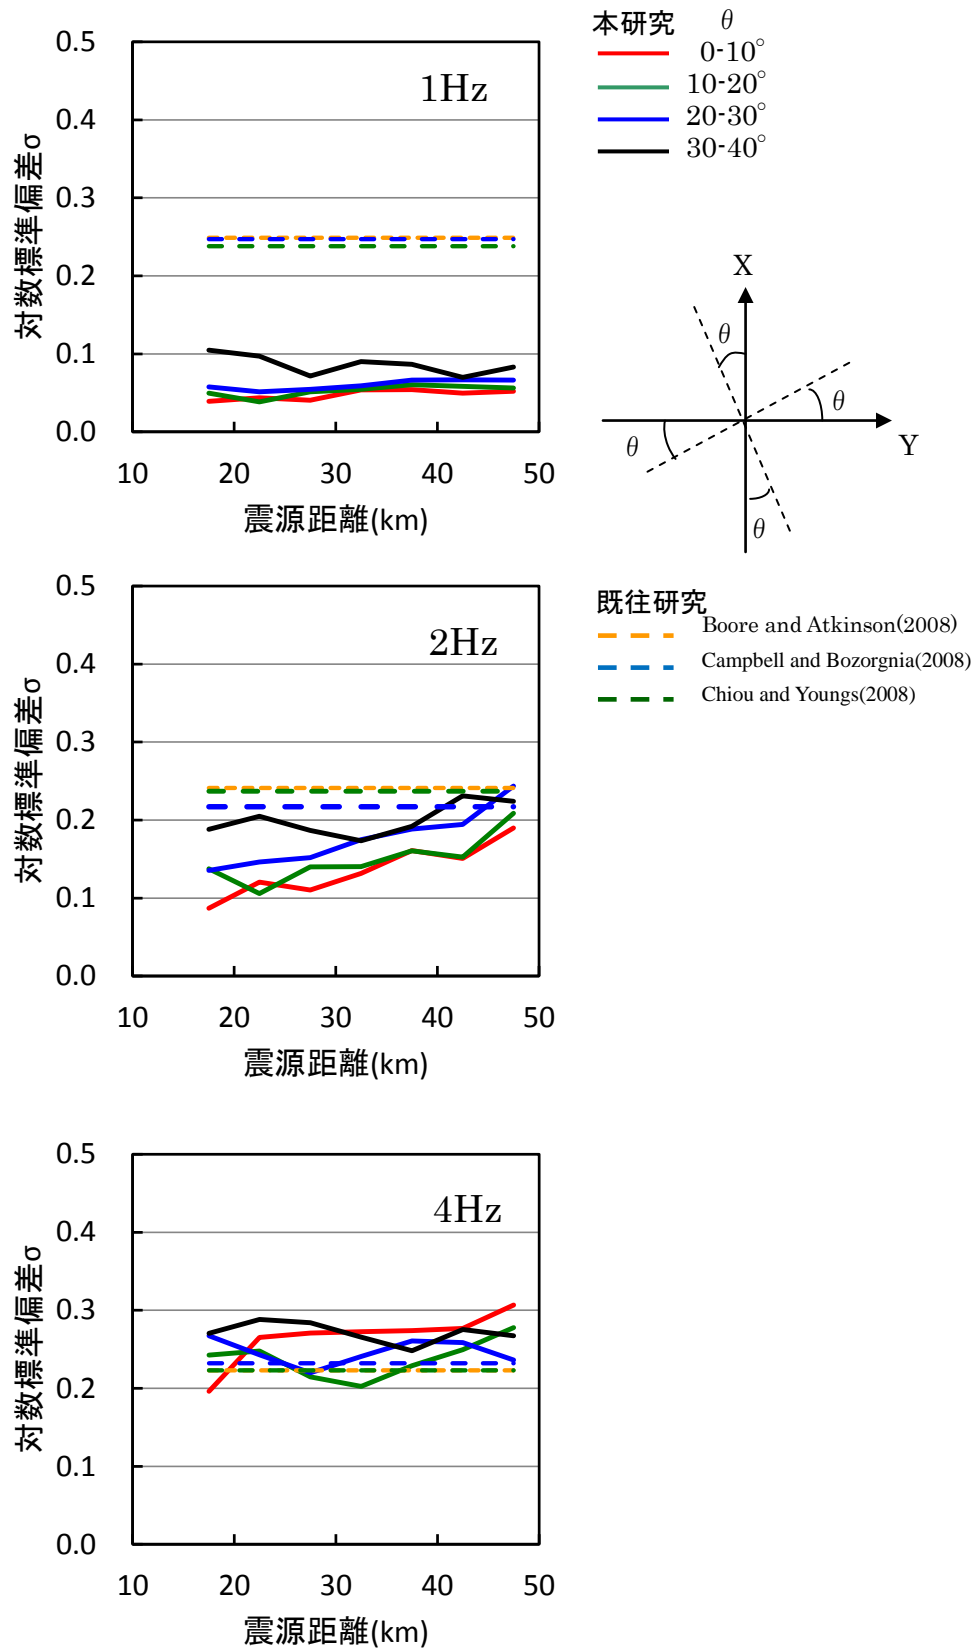 本研究 θ
0-10°
10-20°
20-30°
30-40°
0.5
0.4
0.3
0.2
0.1
0.0
対数標準偏差σ
1Hz
10 20 30 40 50
震源距離(km)
X
θ
θ
Y
θ
θ
既往研究
Boore and Atkinson(2008)
Campbell and Bozorgnia(2008)
Chiou and Youngs(2008)
0.5
0.4
0.3
0.2
0.1
0.0
対数標準偏差σ
2Hz
10 20 30 40 50
震源距離(km)
0.5
0.4
0.3
0.2
0.1
0.0
対数標準偏差σ
4Hz
10 20 30 40 50
震源距離(km)